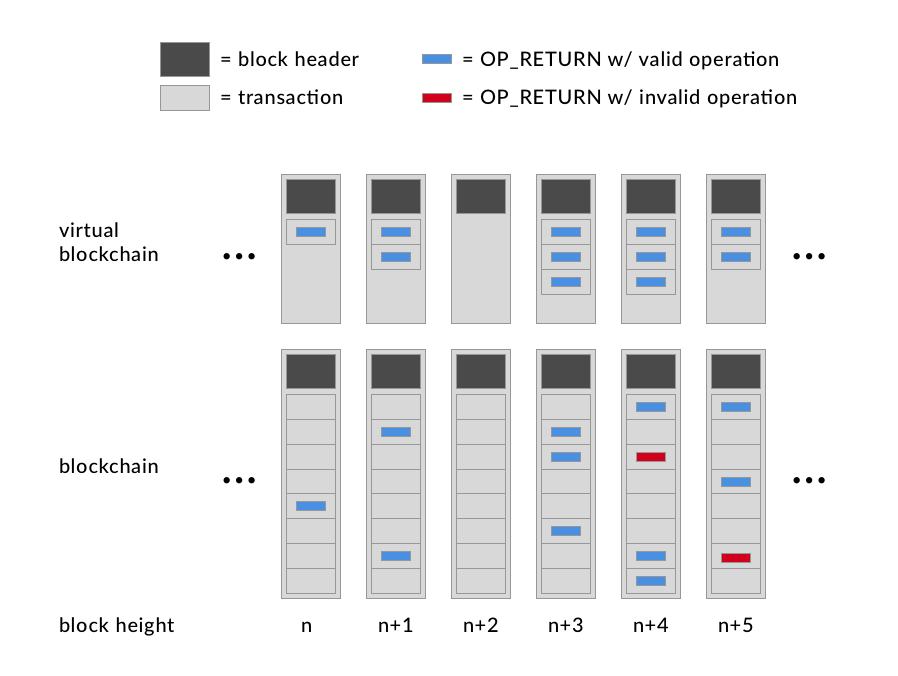 = block header
= OP_RETURN w/ valid operation
= transaction
= OP_RETURN w/ invalid operation
virtual
blockchain
blockchain
block height
n
n+1
n+2
n+3
n+4
n+5